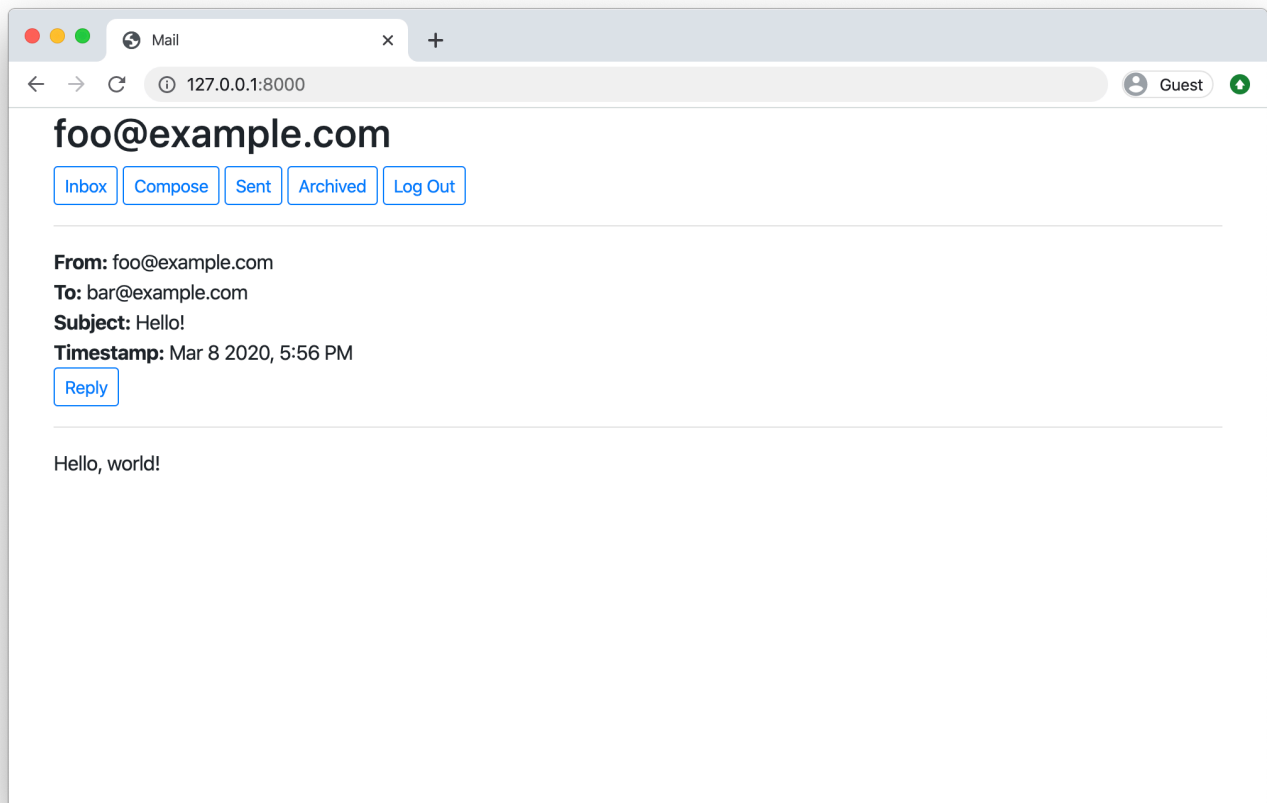 Mail
127.0.0.1:8000 Guest
foo@example.com
Inbox Compose Sent Archived Log Out
From: foo@example.com
To: bar@example.com
Subject: Hello!
Timestamp: Mar 8 2020, 5:56 PM
Reply
Hello, world!